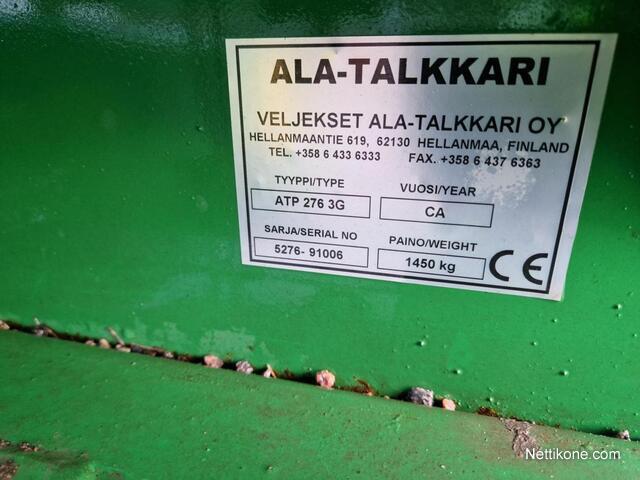 ALA-TALKKARI
VELJEKSET ALA-TALKKARI OY
HELLANMAANTIE 619, 62130 HELLANMAA, FINLAND
TEL. +358 6 433 6333 FAX. +358 6 437 6363
TYYPPI/TYPE VUOSI/YEAR
ATP 276 3G CA
SARJA/SERIAL NO PAINO/WEIGHT
5276- 91006 1450 kg CE
Nettikone.com